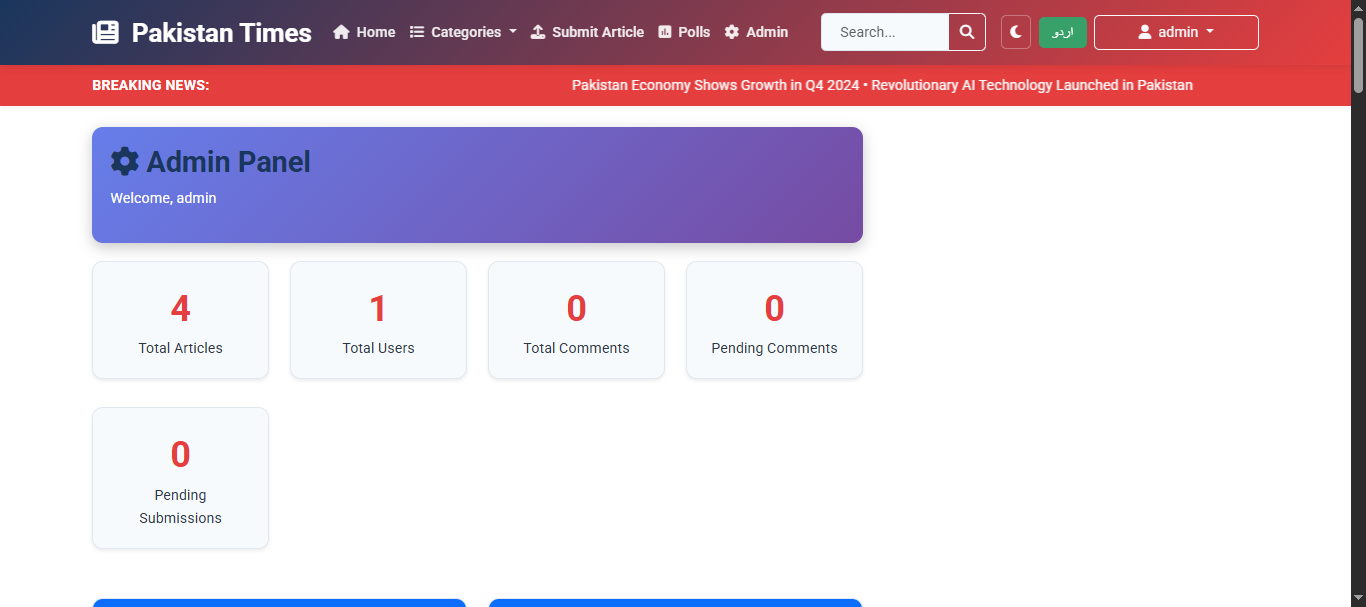 Pakistan Times Home Categories Submit Article Polls Admin Search... اردو admin
BREAKING NEWS: Pakistan Economy Shows Growth in Q4 2024 • Revolutionary AI Technology Launched in Pakistan
Admin Panel
Welcome, admin
4 1 0 0
Total Articles Total Users Total Comments Pending Comments
0
Pending
Submissions